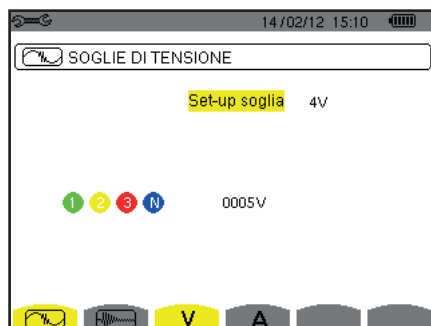 14/02/12 15:10
SOGLIE DI TENSIONE
Set-up soglia 4V
1 2 3 N 0005V
V A